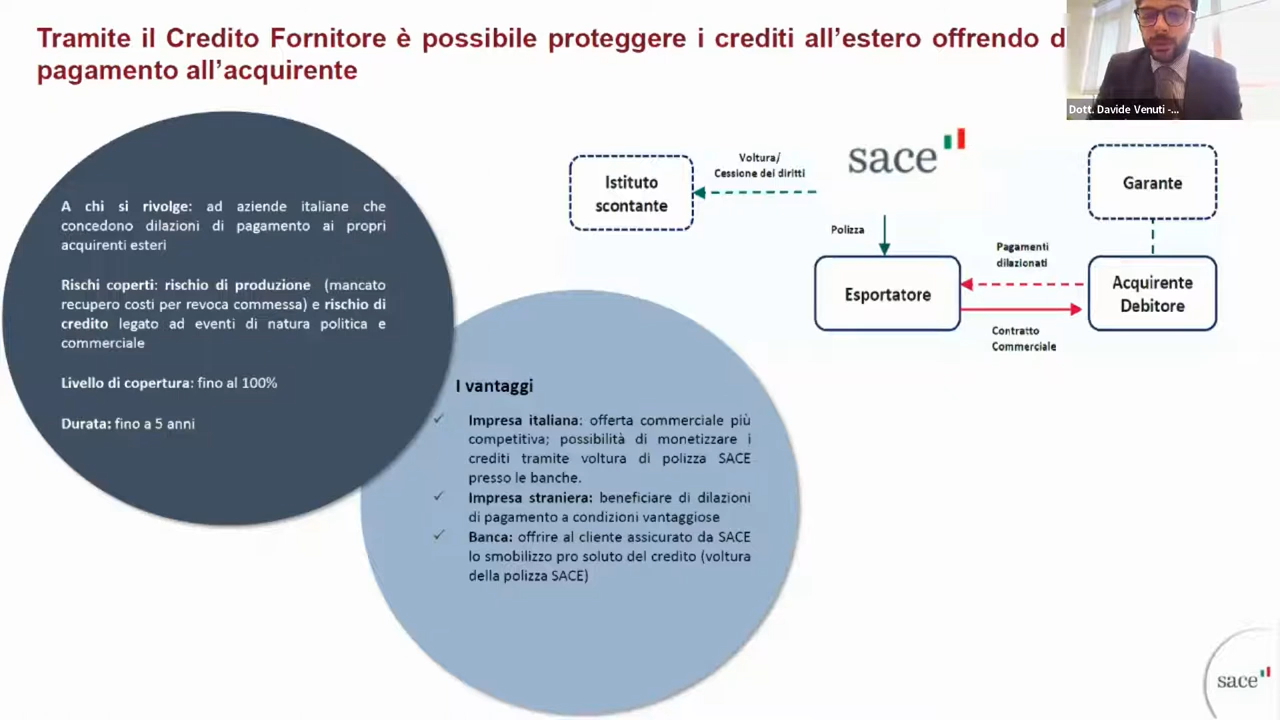 Tramite il Credito Fornitore è possibile proteggere i crediti all'estero offrendo d
pagamento all'acquirente
Dott. Davide Venuti -...
A chi si rivolge: ad aziende italiane che
concedono dilazioni di pagamento ai propri
acquirenti esteri
Rischi coperti: rischio di produzione (mancato
recupero costi per revoca commessa) e rischio di
credito legato ad eventi di natura politica e
commerciale
Livello di copertura: fino al 100%
Durata: fino a 5 anni
I vantaggi
✓ Impresa italiana: offerta commerciale più
competitiva; possibilità di monetizzare i
crediti tramite voltura di polizza SACE
presso le banche.
✓ Impresa straniera: beneficiare di dilazioni
di pagamento a condizioni vantaggiose
✓ Banca: offrire al cliente assicurato da SACE
lo smobilizzo pro soluto del credito (voltura
della polizza SACE)
Istituto
scontante
Voltura/
Cessione dei diritti
sace
Garante
Polizza
Esportatore
Pagamenti
dilazionati
Acquirente
Debitore
Contratto
Commerciale
sace